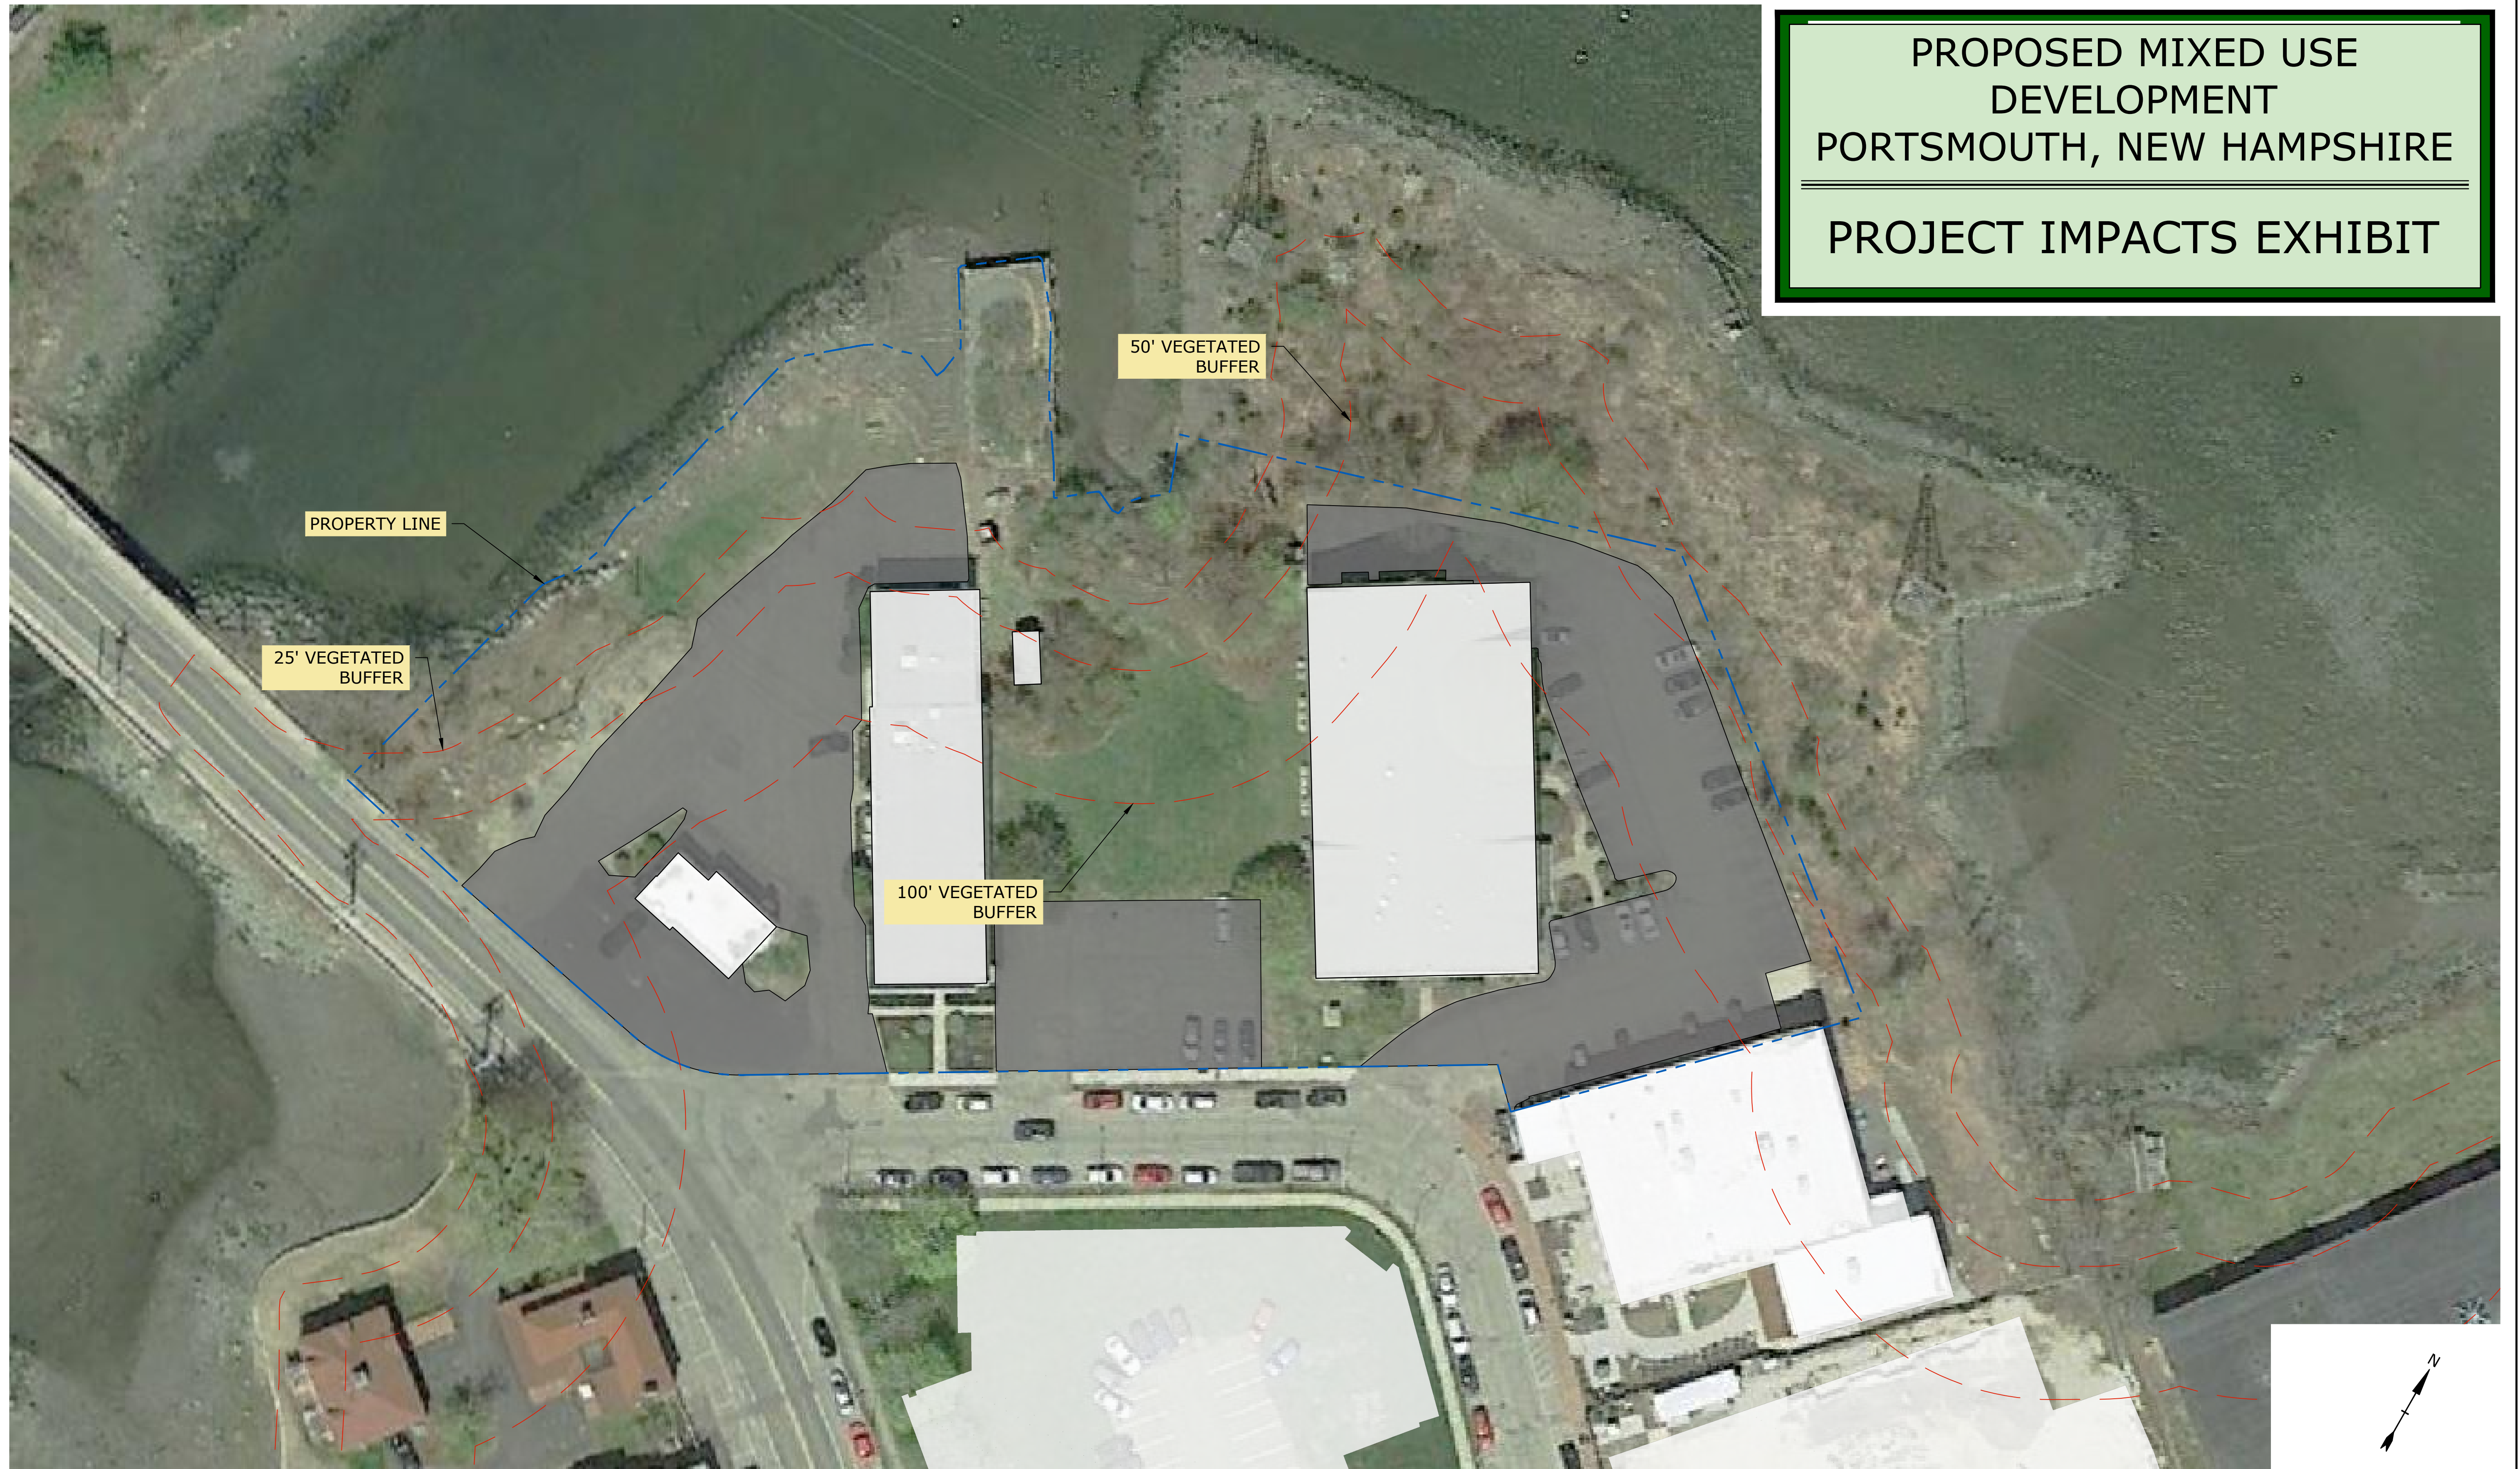 PROPOSED MIXED USE
DEVELOPMENT
PORTSMOUTH, NEW HAMPSHIRE
PROJECT IMPACTS EXHIBIT
50' VEGETATED
BUFFER
PROPERTY LINE
25' VEGETATED
BUFFER
100' VEGETATED
BUFFER
N